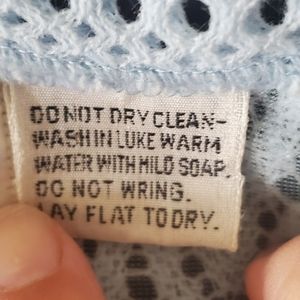 DO NOT DRY CLEAN-
WASH IN LUKE WARM
WATER WITH MILD SOAP.
DO NOT WRING.
LAY FLAT TO DRY.